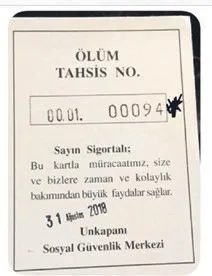 ÖLÜM
TAHSİS NO.
00.01. 00094
Sayın Sigortalı;
Bu kartla müracaatınız, size
ve bizlere zaman ve kolaylık
bakımından büyük faydalar sağlar.
31 Ağustos 2018
Unkapanı
Sosyal Güvenlik Merkezi